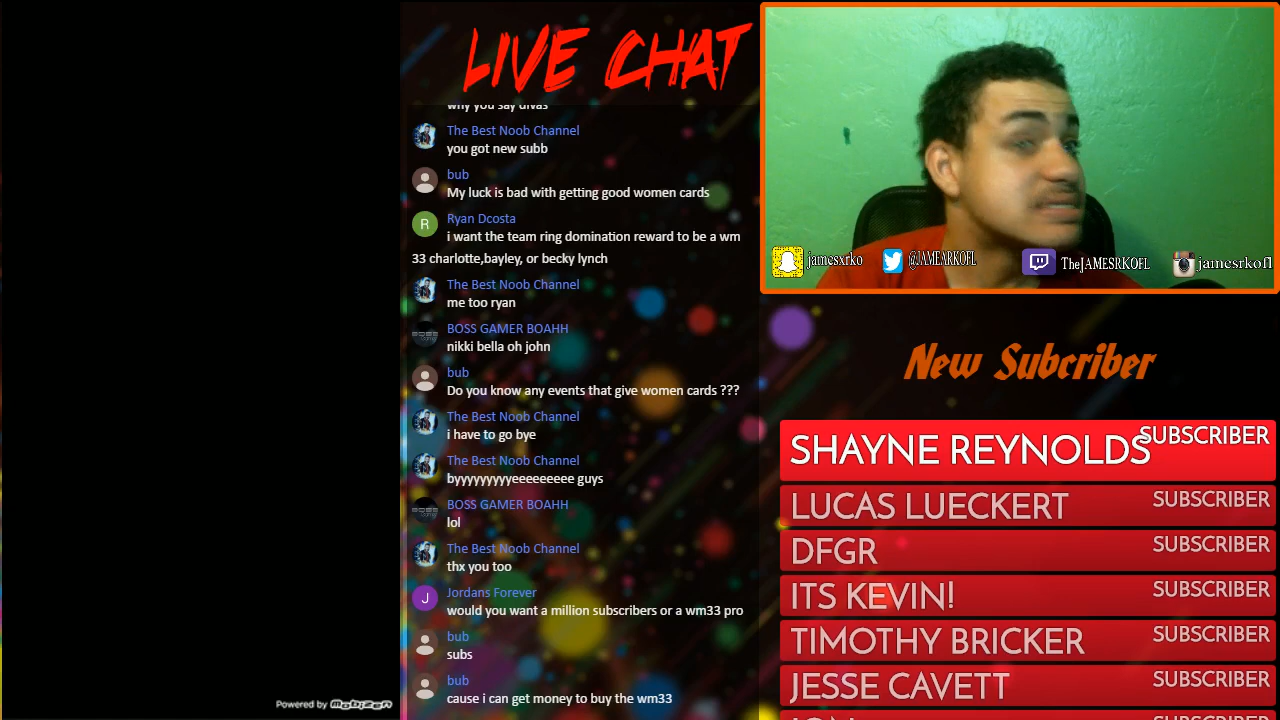 LIVE CHAT
why you say divas
The Best Noob Channel
you got new subb
bub
My luck is bad with getting good women cards
R
Ryan Dcosta
i want the team ring domination reward to be a wm
33 charlotte,bayley, or becky lynch
The Best Noob Channel
me too ryan
BOSS GAMER BOAHH
nikki bella oh john
bub
Do you know any events that give women cards ???
The Best Noob Channel
i have to go bye
The Best Noob Channel
byyyyyyyyeeeeeeeee guys
BOSS GAMER BOAHH
lol
The Best Noob Channel
thx you too
J
Jordans Forever
would you want a million subscribers or a wm33 pro
bub
subs
bub
cause i can get money to buy the wm33
Powered by Mobizen
jamesxrko
@JAMEARKOFL
TheJAMESRKOFL
jamesrkofl
New Subcriber
SHAYNE REYNOLDS SUBSCRIBER
LUCAS LUECKERT SUBSCRIBER
DFGR SUBSCRIBER
ITS KEVIN! SUBSCRIBER
TIMOTHY BRICKER SUBSCRIBER
JESSE CAVETT SUBSCRIBER
SUBSCRIBER